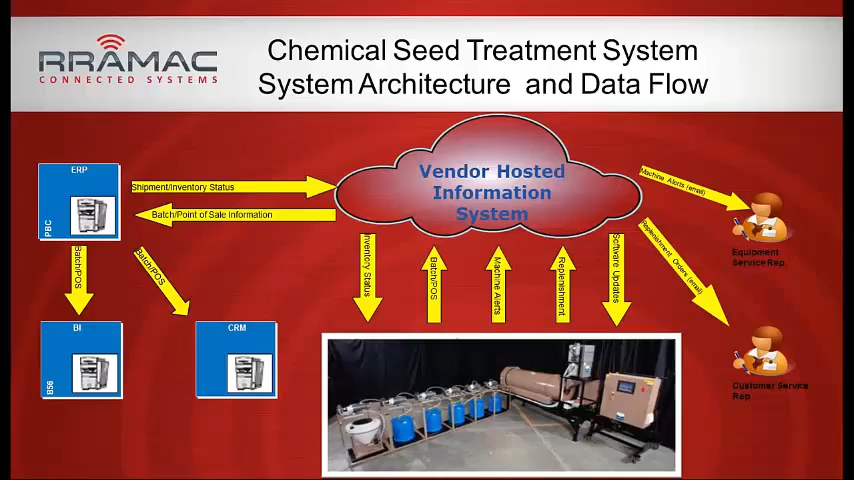 RRAMAC
CONNECTED SYSTEMS
Chemical Seed Treatment System
System Architecture and Data Flow
ERP
PBC
Shipment/Inventory Status
Batch/Point of Sale Information
Vendor Hosted
Information
System
Machine Alerts (email)
Equipment
Service Rep
Batch/POS
Batch/POS
Inventory Status
Batch/POS
Machine Alerts
Replenishment
Software Updates
Replenishment Orders (email)
BI
B56
CRM
Customer Service
Rep